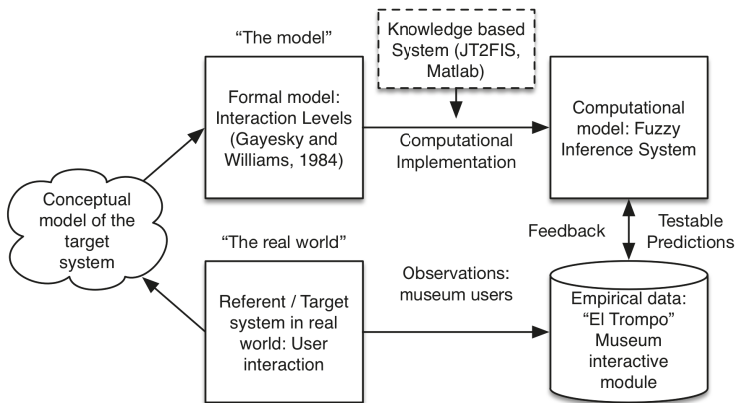 "The model"
Knowledge based
System (JT2FIS,
Matlab)
Formal model:
Interaction Levels
(Gayesky and
Williams, 1984)
Computational
Implementation
Computational
model: Fuzzy
Inference System
Conceptual
model of the
target
system
"The real world"
Referent / Target
system in real
world: User
interaction
Observations:
museum users
Feedback
Testable
Predictions
Empirical data:
"El Trompo"
Museum
interactive
module